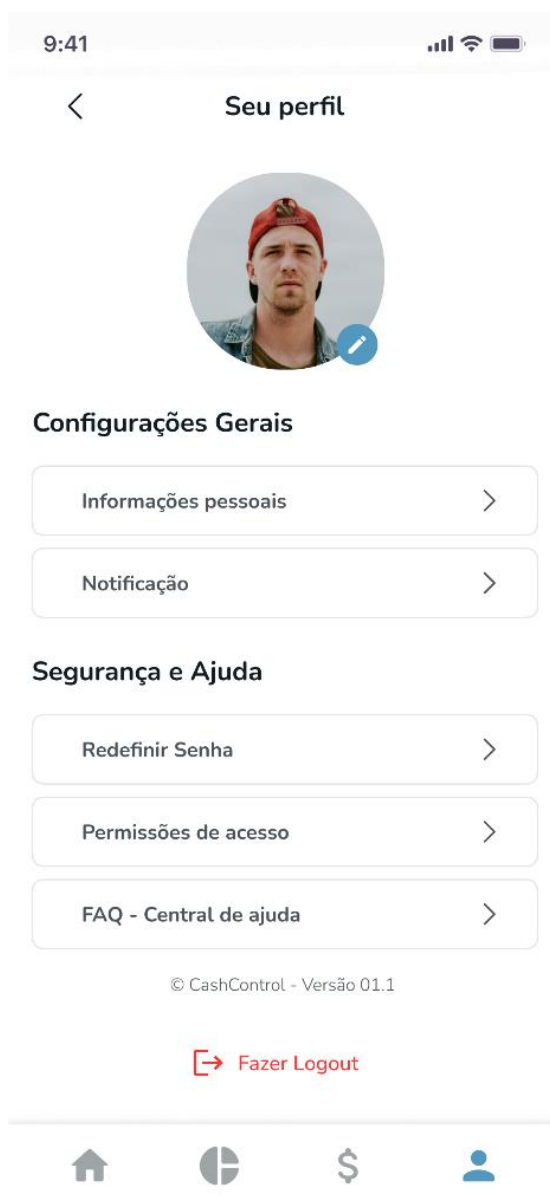 9:41
Seu perfil
Configurações Gerais
Informações pessoais
Notificação
Segurança e Ajuda
Redefinir Senha
Permissões de acesso
FAQ - Central de ajuda
© CashControl - Versão 01.1
Fazer Logout